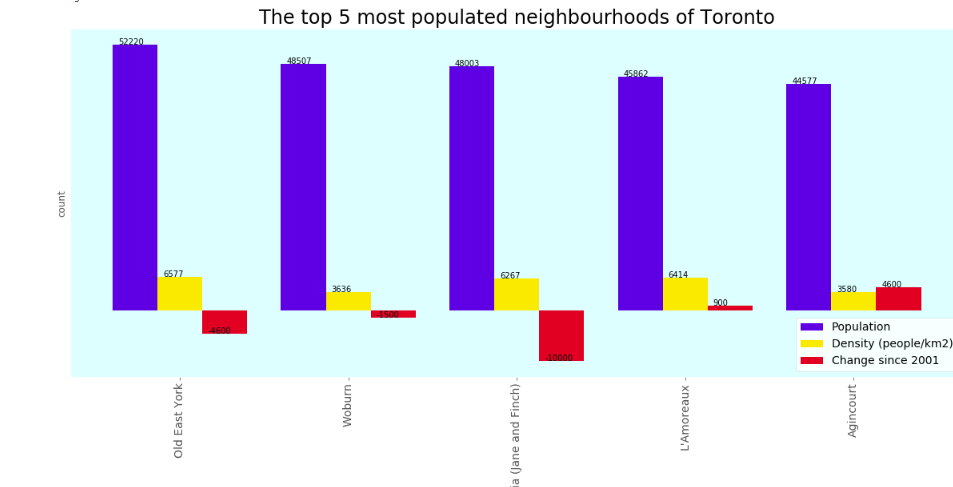 The top 5 most populated neighbourhoods of Toronto
52220
48507
48003
45862
44577
6577
3636
6267
6414
3580
-4600
-1500
-10000
900
4600
count
Population
Density (people/km2)
Change since 2001
Old East York
Woburn
ia (Jane and Finch)
L'Amoreaux
Agincourt